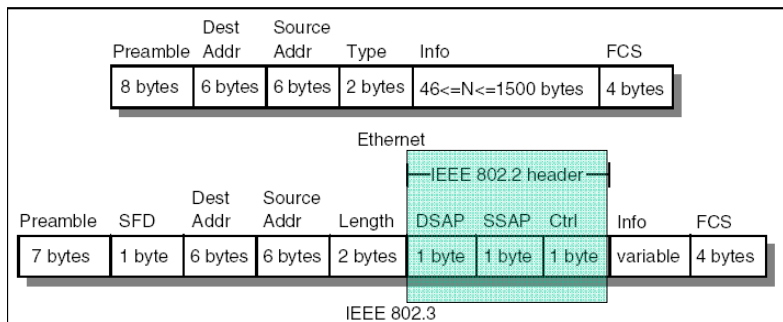 Dest Source
Preamble Addr Addr Type Info FCS
8 bytes 6 bytes 6 bytes 2 bytes 46<=N<=1500 bytes 4 bytes
Ethernet
IEEE 802.2 header
Dest Source
Preamble SFD Addr Addr Length DSAP SSAP Ctrl Info FCS
7 bytes 1 byte 6 bytes 6 bytes 2 bytes 1 byte 1 byte 1 byte variable 4 bytes
IEEE 802.3